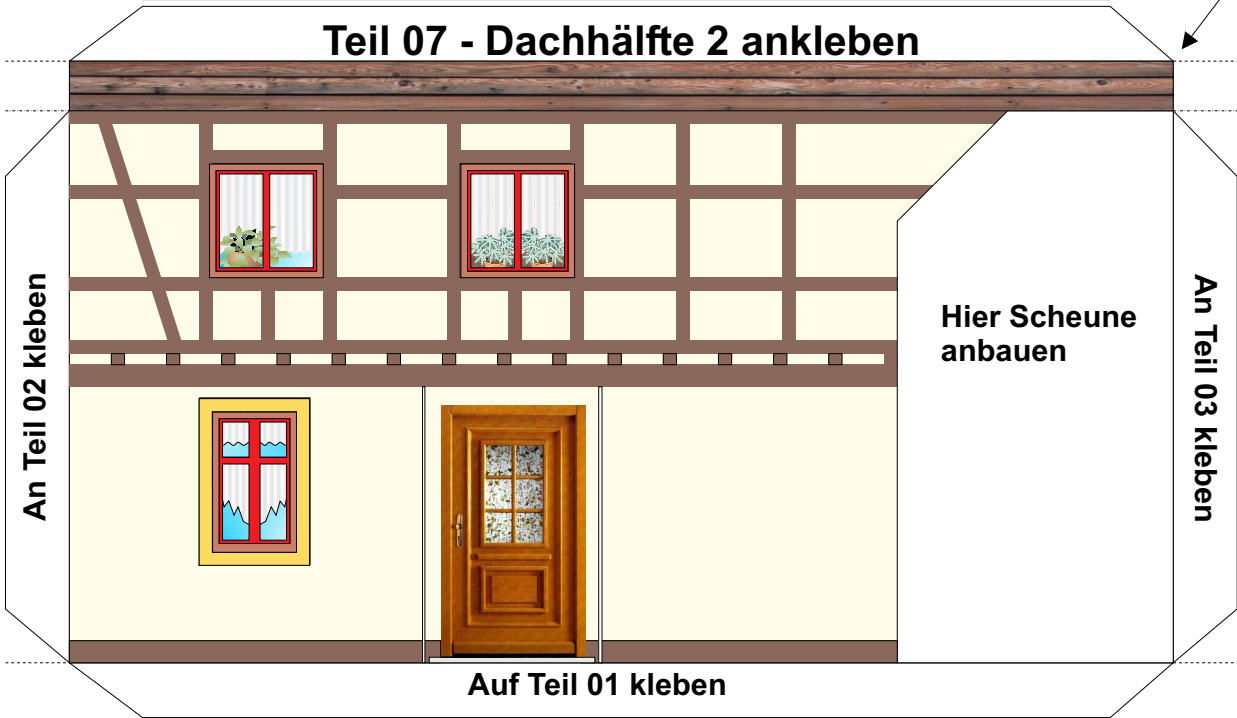 Teil 07 - Dachhälfte 2 ankleben
An Teil 02 kleben
Hier Scheune
anbauen
An Teil 03 kleben
Auf Teil 01 kleben